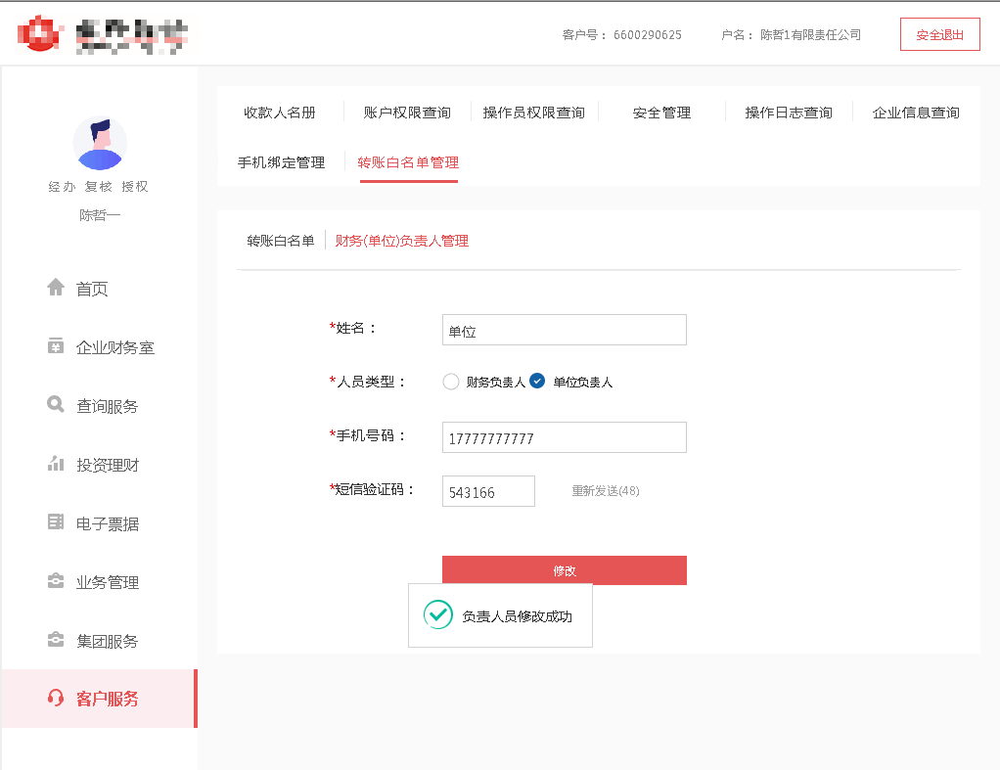 客户号： 6600290625 户名： 陈哲1有限责任公司 安全退出
收款人名册 账户权限查询 操作员权限查询 安全管理 操作日志查询 企业信息查询
手机绑定管理 转账白名单管理
经办 复核 授权
陈哲一
首页
企业财务室
查询服务
投资理财
电子票据
业务管理
集团服务
客户服务
转账白名单 财务(单位)负责人管理
*姓名： 单位
*人员类型： 财务负责人 单位负责人
*手机号码： 17777777777
*短信验证码： 543166 重新发送(48)
修改
负责人员修改成功